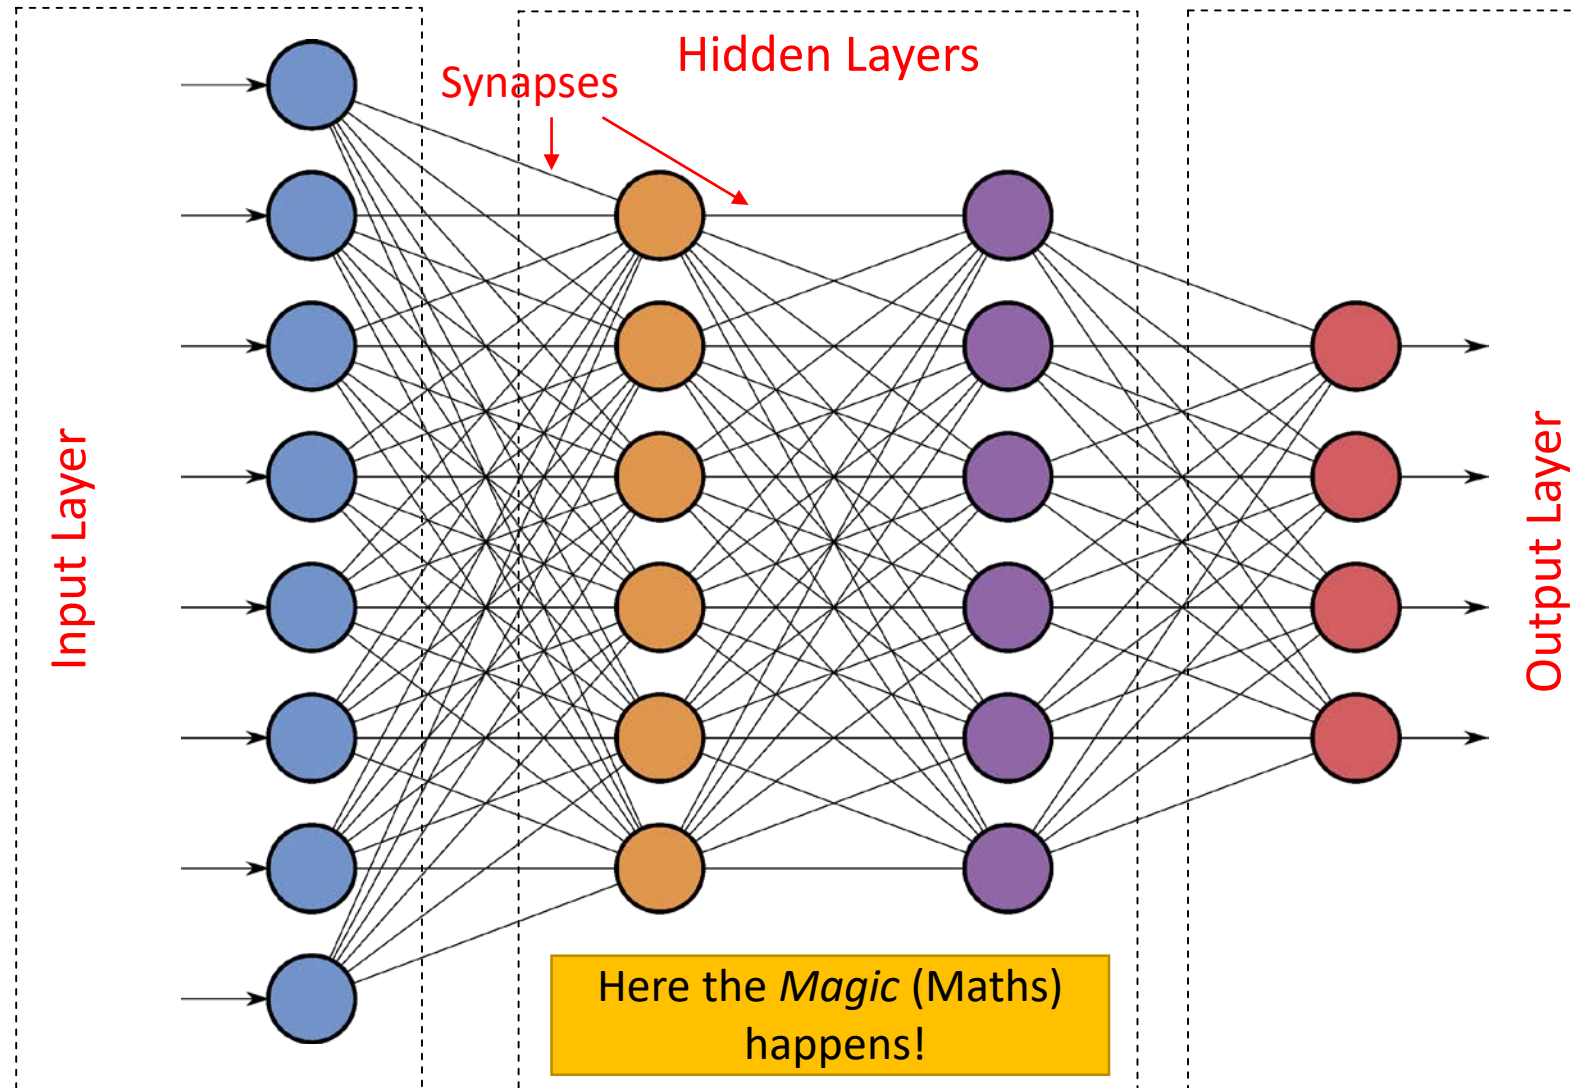 Hidden Layers
Synapses
Input Layer
Output Layer
Here the Magic (Maths)
happens!